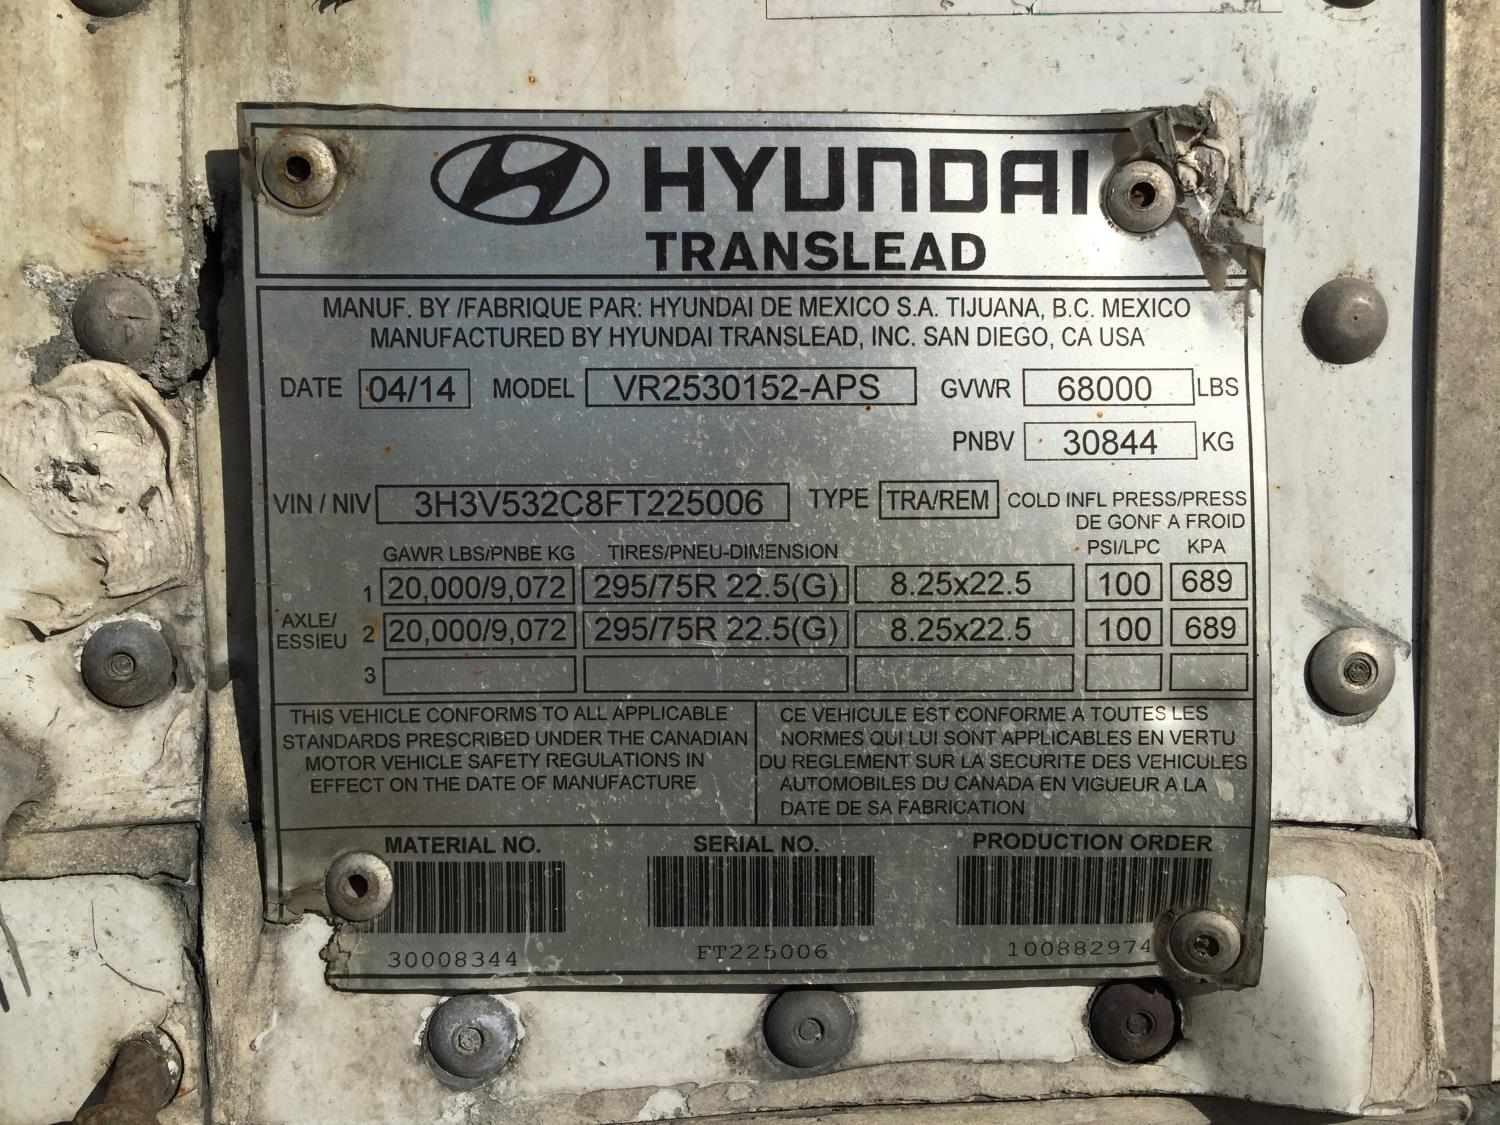 HYUNDAI
TRANSLEAD
MANUF. BY /FABRIQUE PAR: HYUNDAI DE MEXICO S.A. TIJUANA, B.C. MEXICO
MANUFACTURED BY HYUNDAI TRANSLEAD, INC. SAN DIEGO, CA USA
DATE 04/14 MODEL VR2530152-APS GVWR 68000 LBS
PNBV 30844 KG
VIN / NIV 3H3V532C8FT225006 TYPE TRA/REM COLD INFL PRESS/PRESS
DE GONF A FROID
GAWR LBS/PNBE KG TIRES/PNEU-DIMENSION PSI/LPC KPA
1 20,000/9,072 295/75R 22.5(G) 8.25x22.5 100 689
AXLE/
ESSIEU 2 20,000/9,072 295/75R 22.5(G) 8.25x22.5 100 689
3
THIS VEHICLE CONFORMS TO ALL APPLICABLE
STANDARDS PRESCRIBED UNDER THE CANADIAN
MOTOR VEHICLE SAFETY REGULATIONS IN
EFFECT ON THE DATE OF MANUFACTURE
CE VEHICULE EST CONFORME A TOUTES LES
NORMES QUI LUI SONT APPLICABLES EN VERTU
DU REGLEMENT SUR LA SECURITE DES VEHICULES
AUTOMOBILES DU CANADA EN VIGUEUR A LA
DATE DE SA FABRICATION
MATERIAL NO. SERIAL NO. PRODUCTION ORDER
30008344 FT225006 100882974